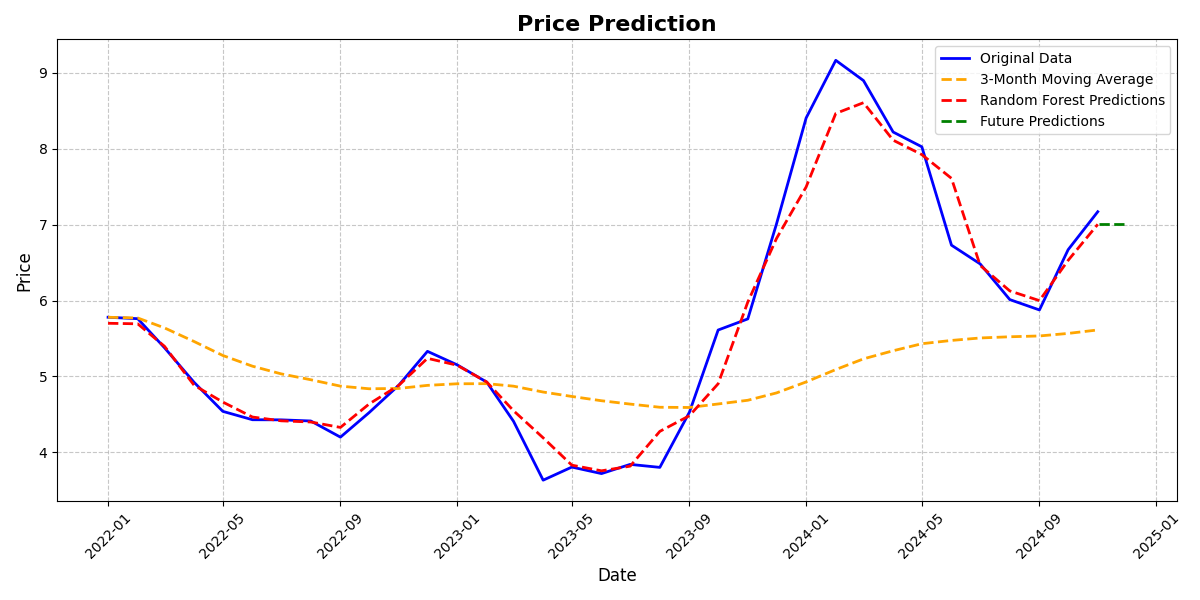 Price Prediction
Original Data
3-Month Moving Average
Random Forest Predictions
Future Predictions
Price
9
8
7
6
5
4
2022-01
2022-05
2022-09
2023-01
2023-05
2023-09
2024-01
2024-05
2024-09
2025-01
Date